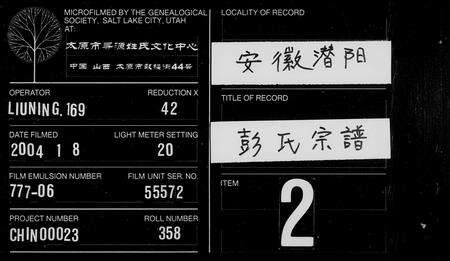 MICROFILMED BY THE GENEALOGICAL
SOCIETY, SALT LAKE CITY, UTAH
AT:
太原市寻源姓氏文化中心
中国 山西 太原市敦化坊44号
OPERATOR
REDUCTION X
LIUNING, 169
42
DATE FILMED
LIGHT METER SETTING
2004 1 8
20
FILM EMULSION NUMBER
FILM UNIT SER. NO.
777-06
55572
PROJECT NUMBER
ROLL NUMBER
CHIN00023
358
LOCALITY OF RECORD
安徽潜阳
TITLE OF RECORD
彭氏宗譜
ITEM
2